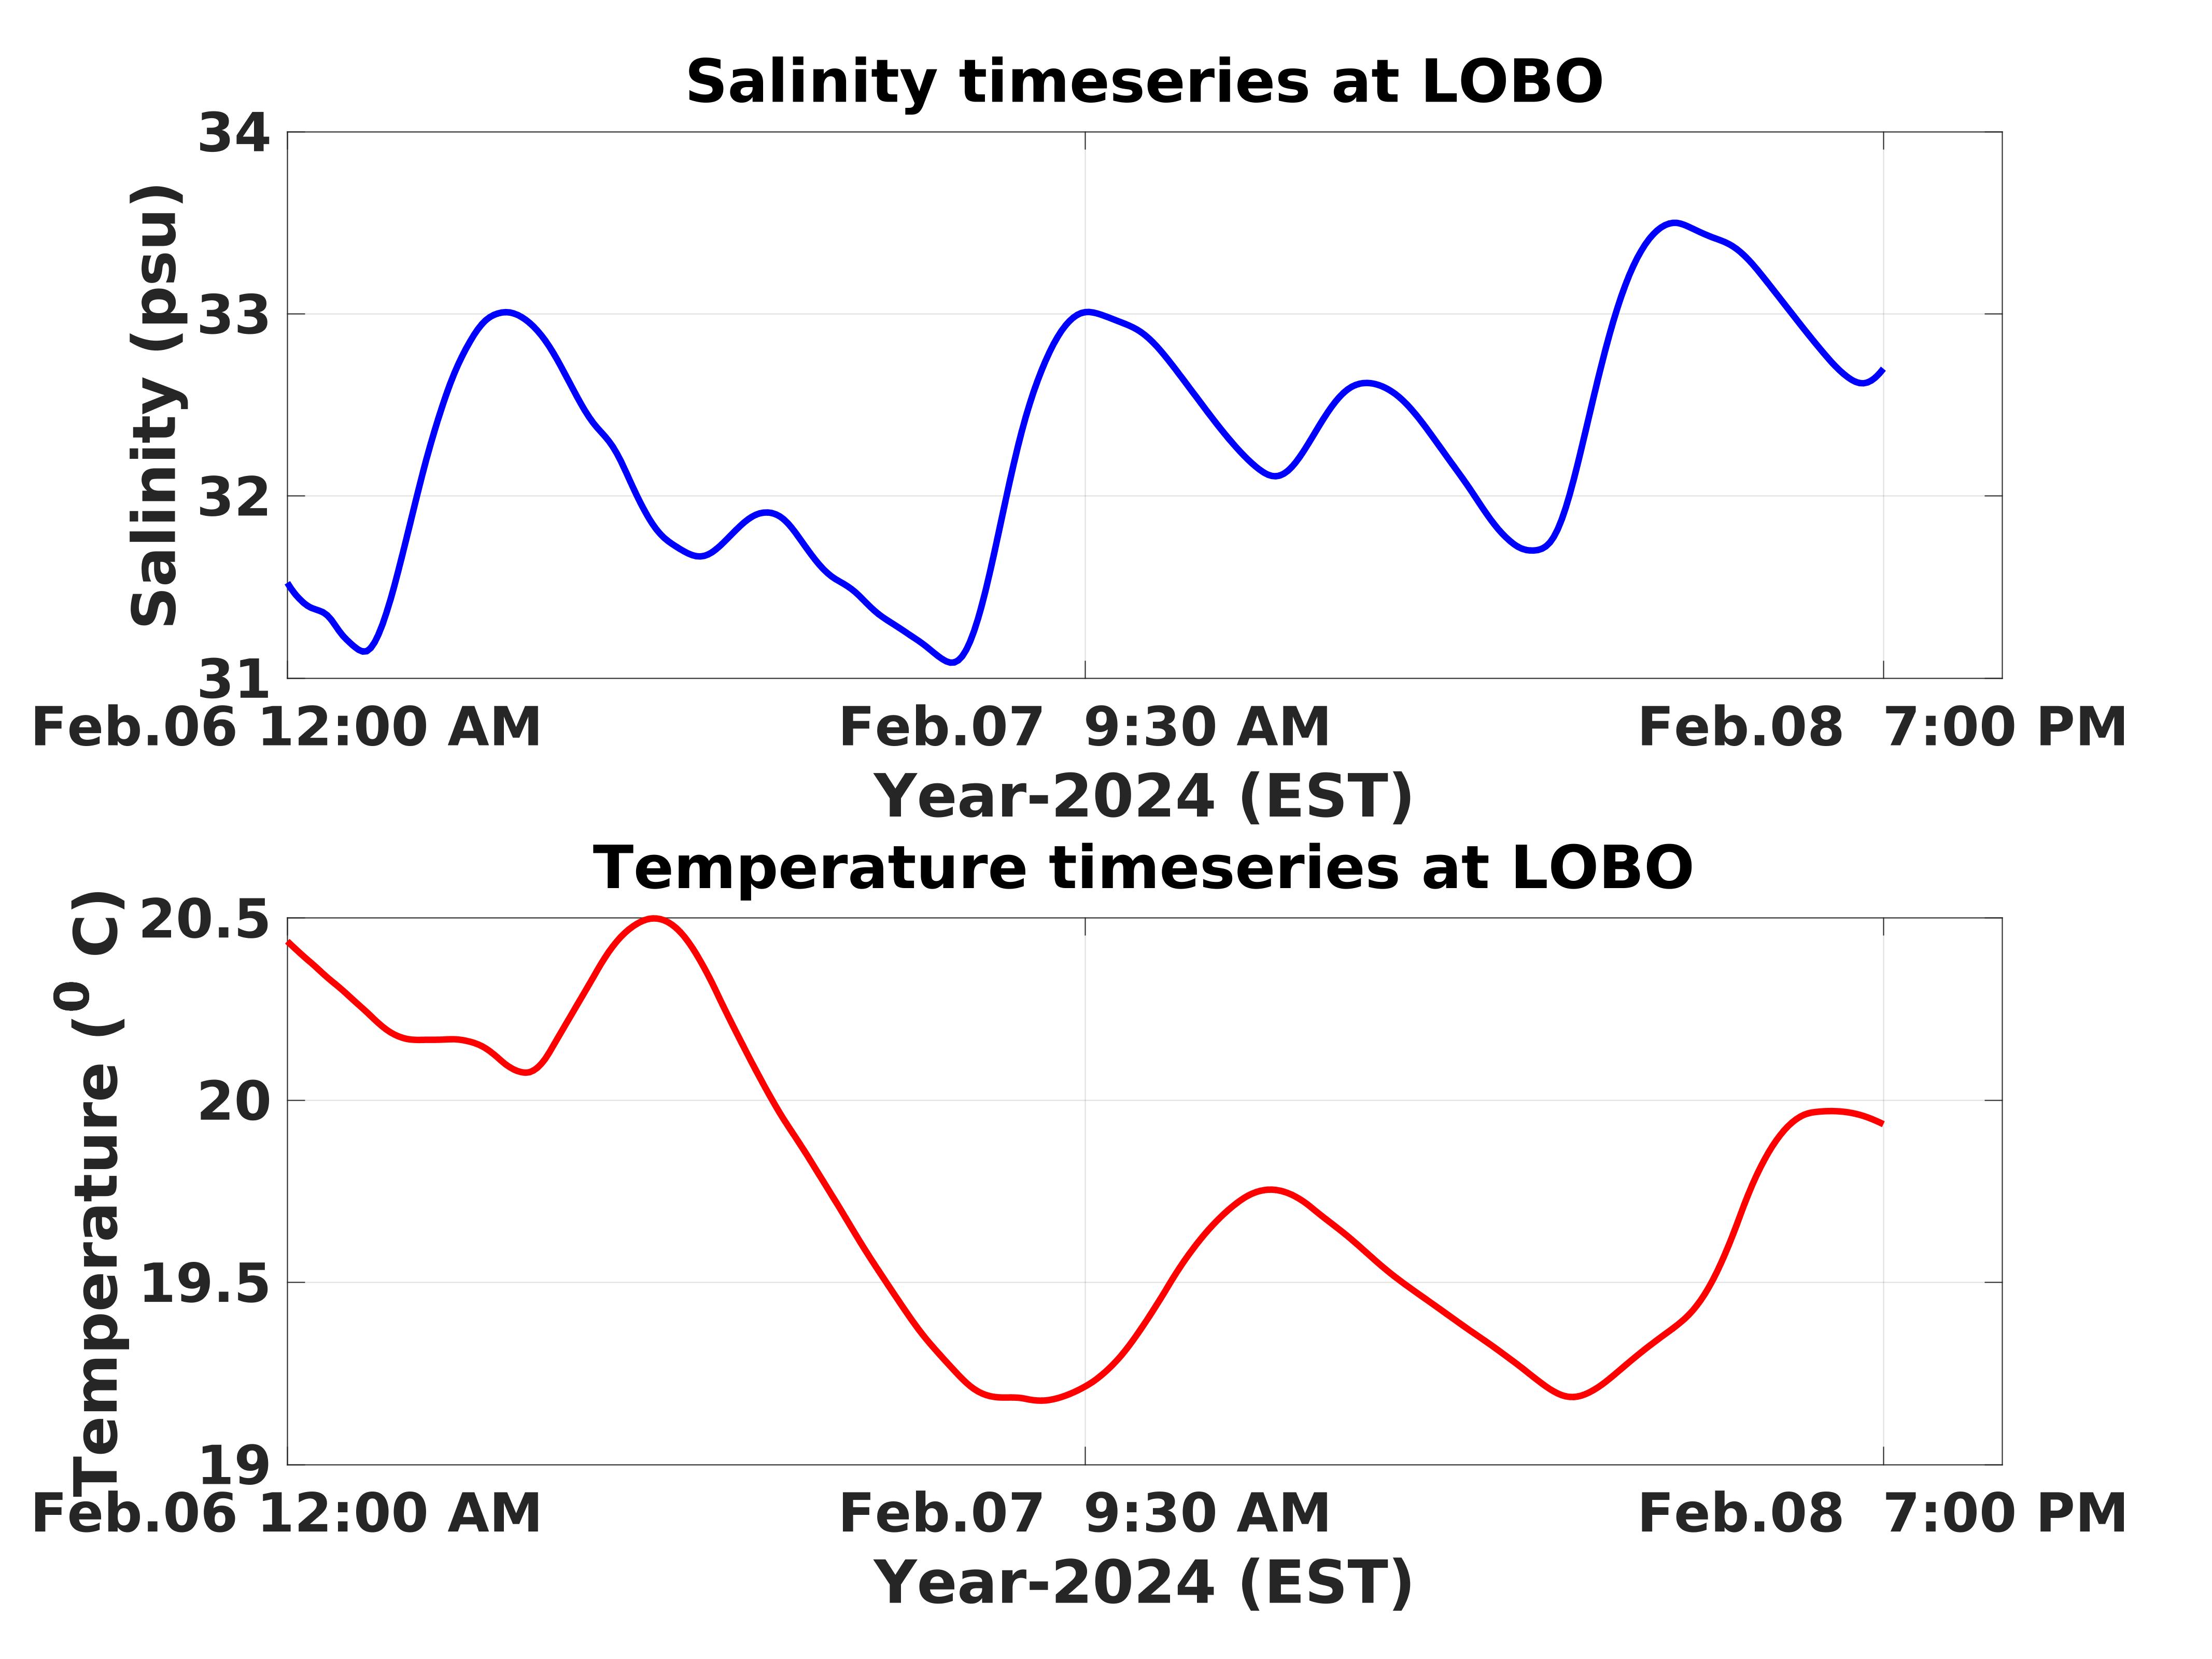 Salinity timeseries at LOBO
Salinity (psu)
34
33
32
31
Feb.06 12:00 AM Feb.07 9:30 AM Feb.08 7:00 PM
Year-2024 (EST)
Temperature timeseries at LOBO
Temperature (⁰ C)
20.5
20
19.5
19
Feb.06 12:00 AM Feb.07 9:30 AM Feb.08 7:00 PM
Year-2024 (EST)